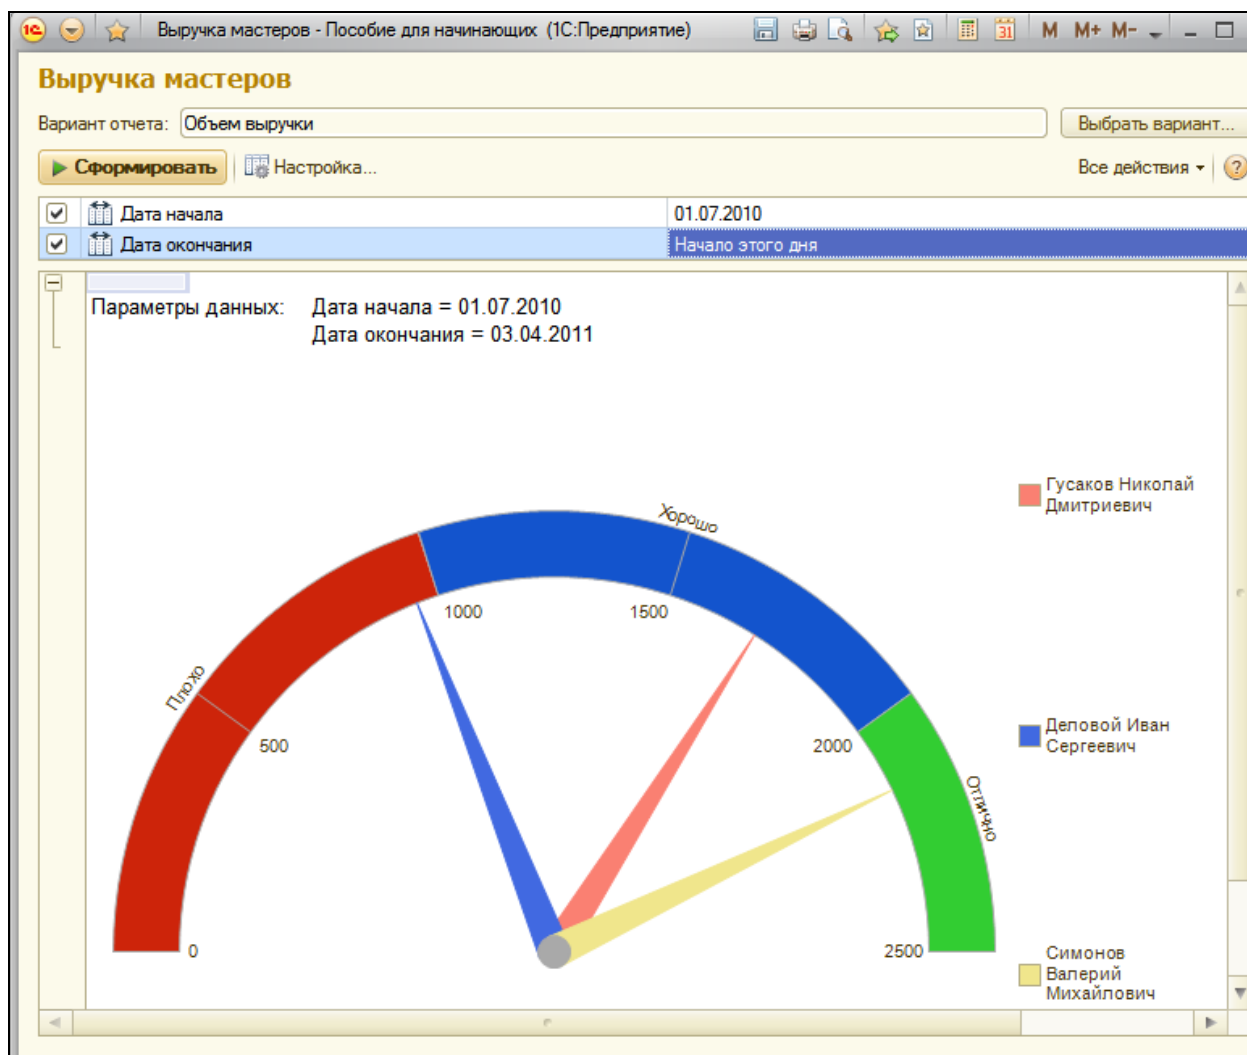 1С Выручка мастеров - Пособие для начинающих (1С:Предприятие) 31 M M+ M-
Выручка мастеров
Вариант отчета: Объем выручки Выбрать вариант...
Сформировать Настройка... Все действия ?
Дата начала 01.07.2010
Дата окончания Начало этого дня
Параметры данных: Дата начала = 01.07.2010
Дата окончания = 03.04.2011
Гусаков Николай
Дмитриевич
Хорошо
1000 1500
Плохо
500 2000
Деловой Иван
Сергеевич
Отлично
0 2500
Симонов
Валерий
Михайлович